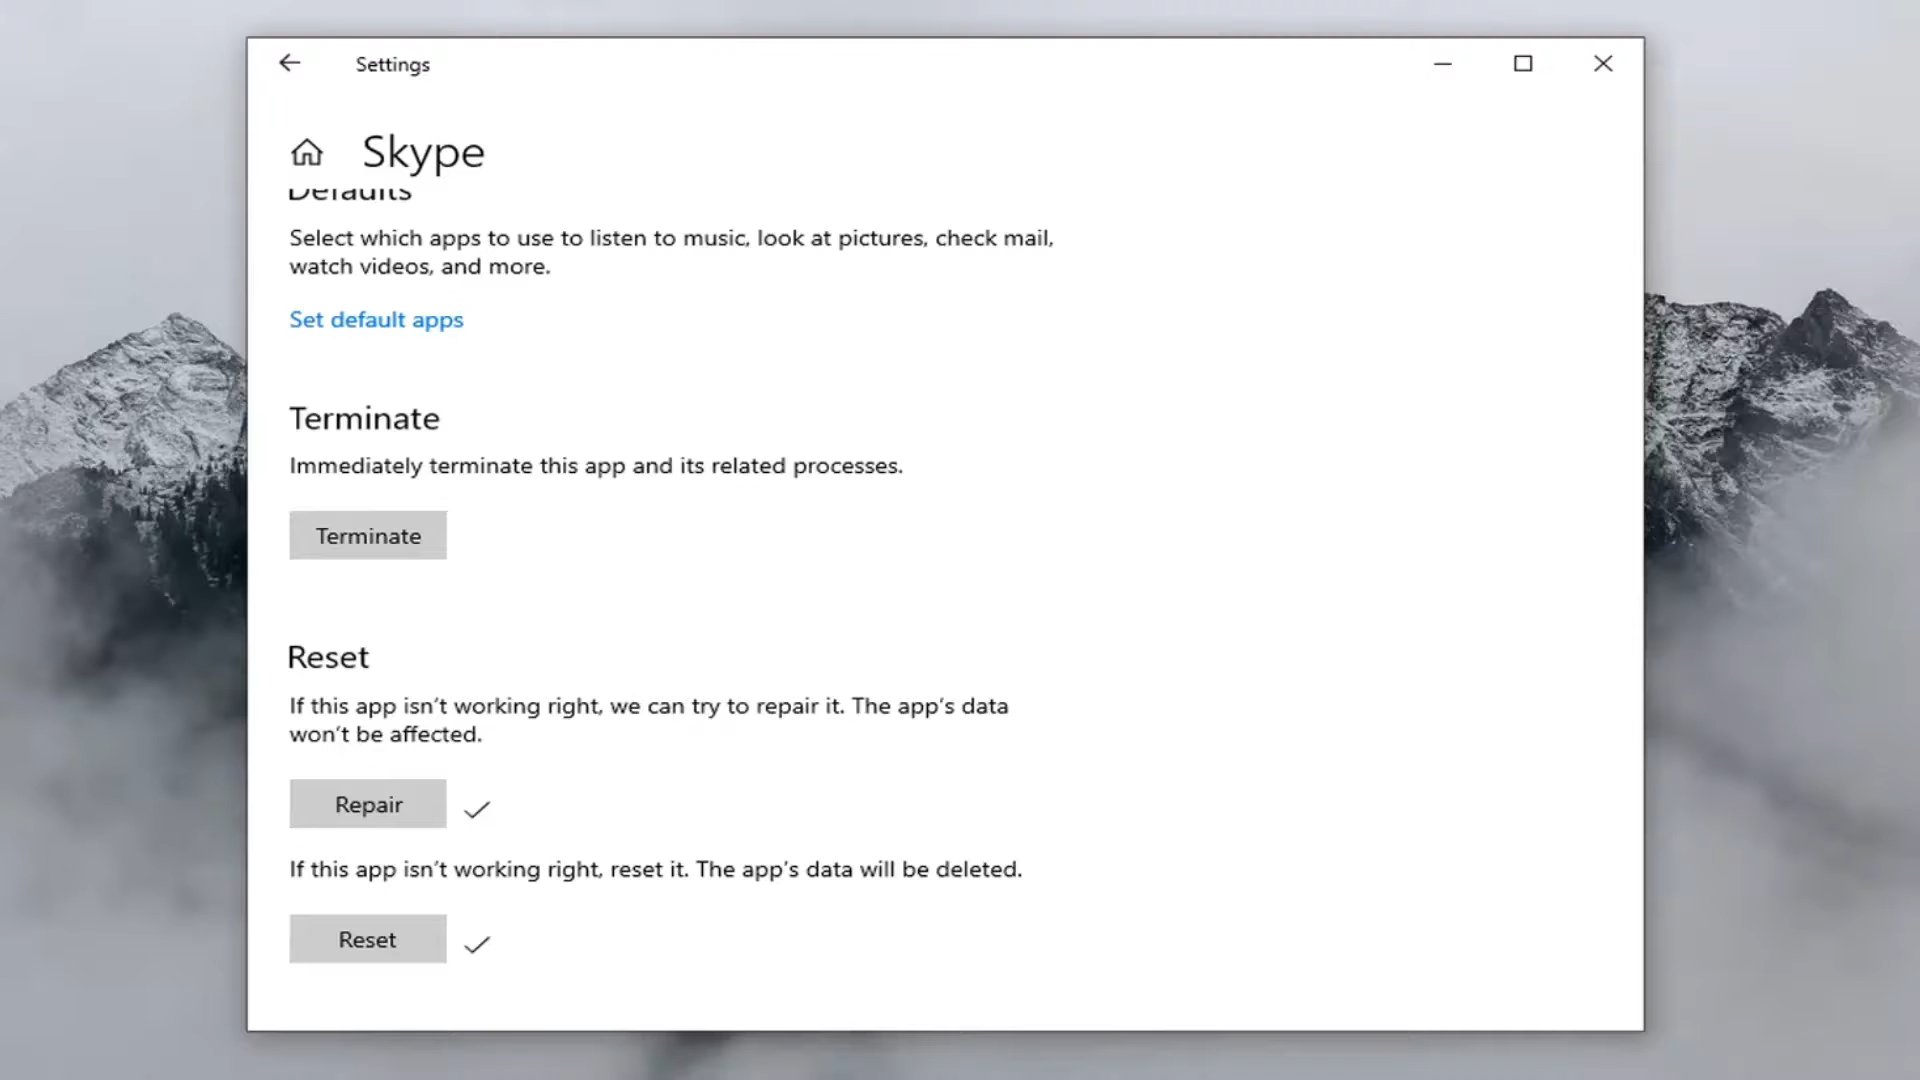 Settings
Skype
Defaults
Select which apps to use to listen to music, look at pictures, check mail,
watch videos, and more.
Set default apps
Terminate
Immediately terminate this app and its related processes.
Terminate
Reset
If this app isn’t working right, we can try to repair it. The app’s data
won’t be affected.
Repair
If this app isn’t working right, reset it. The app’s data will be deleted.
Reset